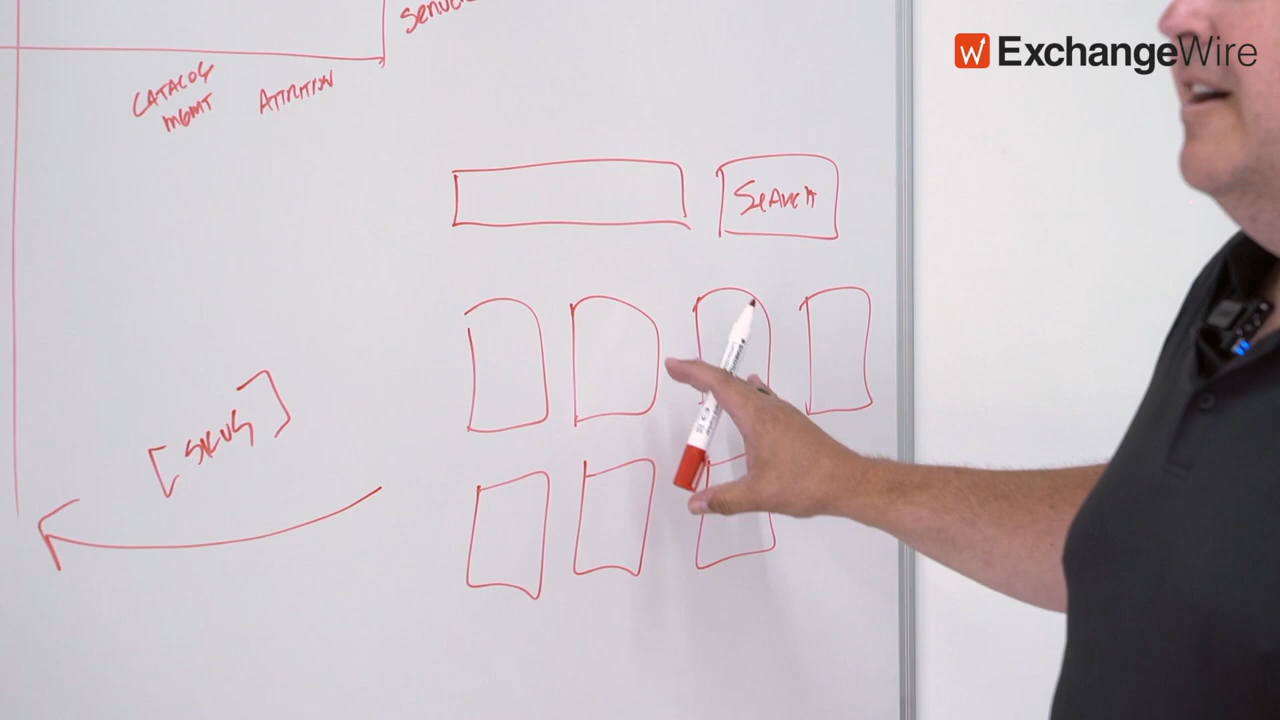 ExchangeWire
CATALOG
MGMT
ATTRITION
SEARCH
[SKUS]